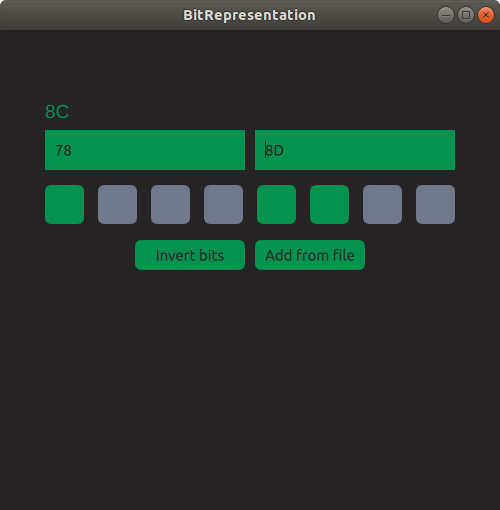 BitRepresentation
8C
78 8D
Invert bits Add from file